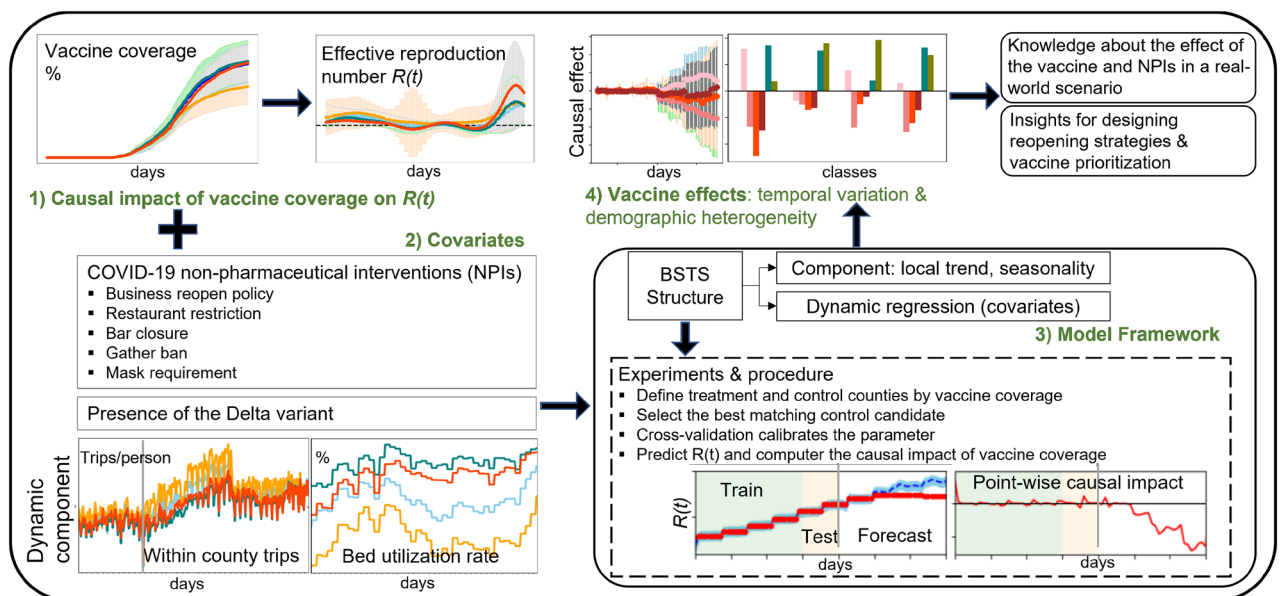 Vaccine coverage
%
days
Effective reproduction
number R(t)
days
1) Causal impact of vaccine coverage on R(t)
2) Covariates
COVID-19 non-pharmaceutical interventions (NPIs)
▪ Business reopen policy
▪ Restaurant restriction
▪ Bar closure
▪ Gather ban
▪ Mask requirement
Presence of the Delta variant
Dynamic
component
Trips/person
Within county trips
days
%
Bed utilization rate
days
Causal effect
days
classes
4) Vaccine effects: temporal variation &
demographic heterogeneity
Knowledge about the effect of
the vaccine and NPIs in a real-
world scenario
Insights for designing
reopening strategies &
vaccine prioritization
BSTS
Structure
Component: local trend, seasonality
Dynamic regression (covariates)
3) Model Framework
Experiments & procedure
▪ Define treatment and control counties by vaccine coverage
▪ Select the best matching control candidate
▪ Cross-validation calibrates the parameter
▪ Predict R(t) and computer the causal impact of vaccine coverage
R(t)
Train
Test
Forecast
days
Point-wise causal impact
days